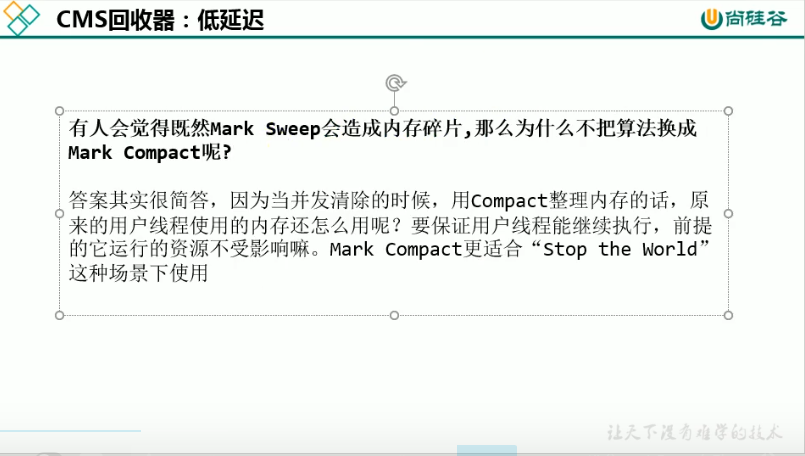 CMS回收器：低延迟
尚硅谷
有人会觉得既然Mark Sweep会造成内存碎片,那么为什么不把算法换成
Mark Compact呢?
答案其实很简答，因为当并发清除的时候，用Compact整理内存的话，原
来的用户线程使用的内存还怎么用呢？要保证用户线程能继续执行，前提
的它运行的资源不受影响嘛。Mark Compact更适合“Stop the World”
这种场景下使用
让天下没有难学的技术